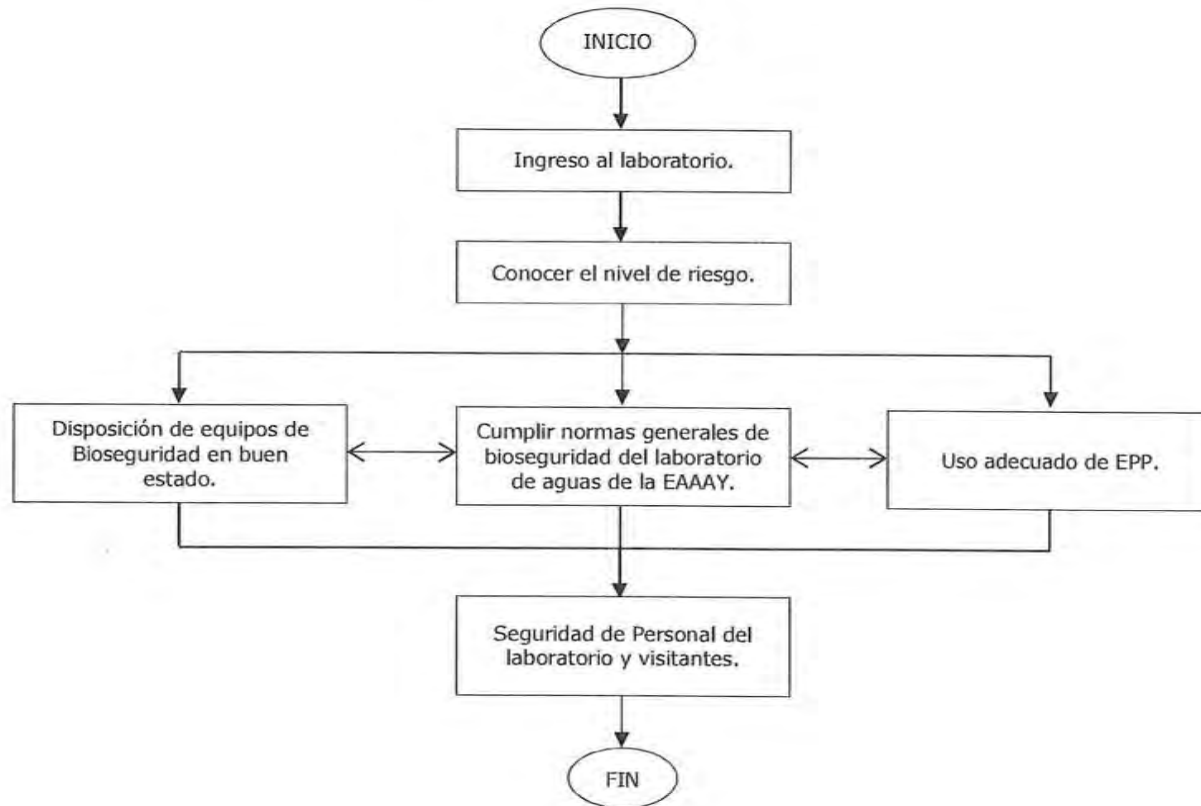 INICIO
Ingreso al laboratorio.
Conocer el nivel de riesgo.
Disposición de equipos de
Bioseguridad en buen
estado.
Cumplir normas generales de
bioseguridad del laboratorio
de aguas de la EAAAY.
Uso adecuado de EPP.
Seguridad de Personal del
laboratorio y visitantes.
FIN